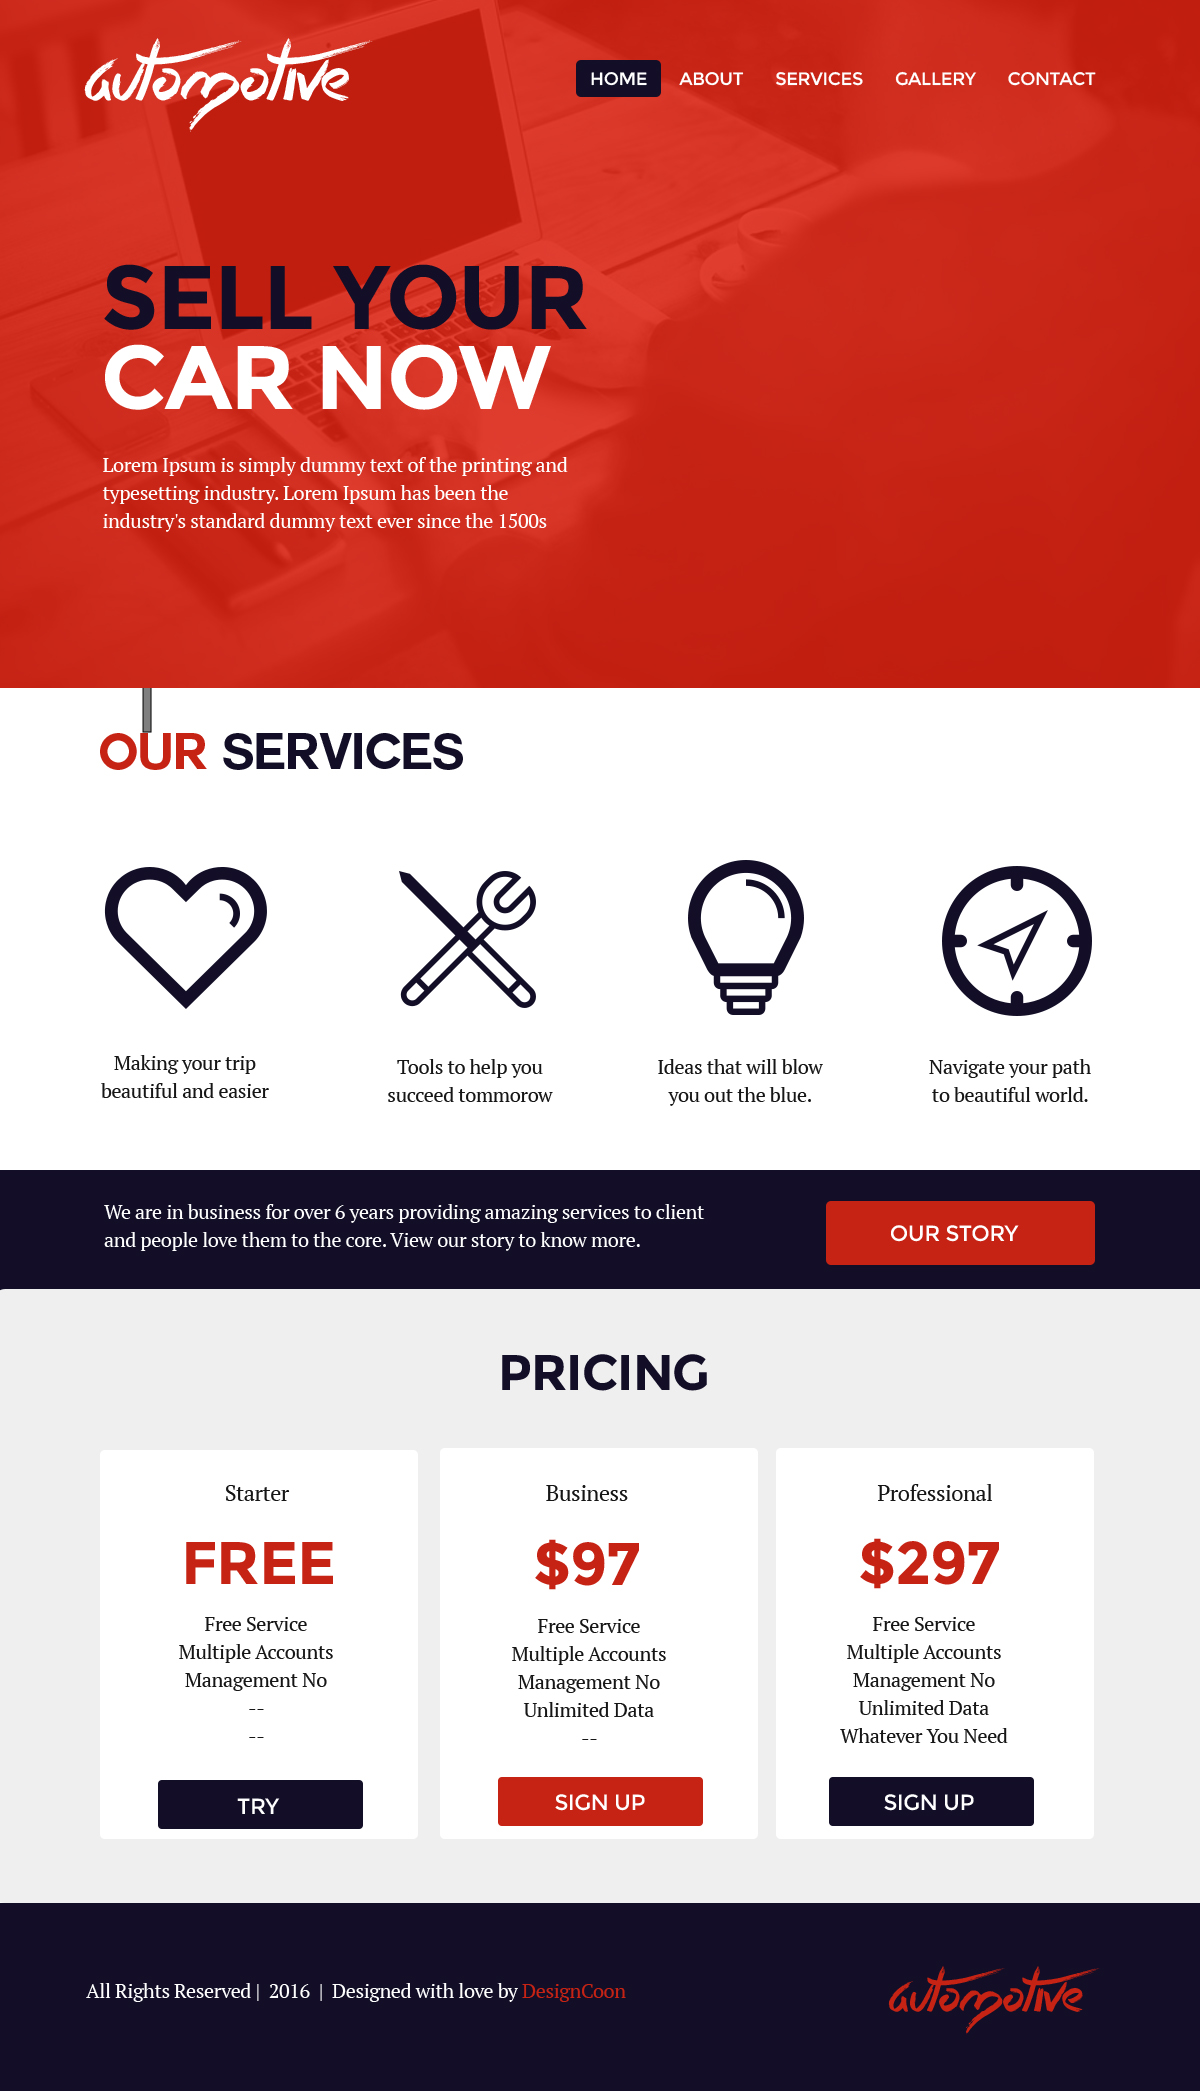 automotive
HOME ABOUT SERVICES GALLERY CONTACT
SELL YOUR
CAR NOW
Lorem Ipsum is simply dummy text of the printing and
typesetting industry. Lorem Ipsum has been the
industry's standard dummy text ever since the 1500s
OUR SERVICES
Making your trip
beautiful and easier
Tools to help you
succeed tommorow
Ideas that will blow
you out the blue.
Navigate your path
to beautiful world.
We are in business for over 6 years providing amazing services to client
and people love them to the core. View our story to know more.
OUR STORY
PRICING
Starter
FREE
Free Service
Multiple Accounts
Management No
--
--
TRY
Business
$97
Free Service
Multiple Accounts
Management No
Unlimited Data
--
SIGN UP
Professional
$297
Free Service
Multiple Accounts
Management No
Unlimited Data
Whatever You Need
SIGN UP
All Rights Reserved | 2016 | Designed with love by DesignCoon
automotive